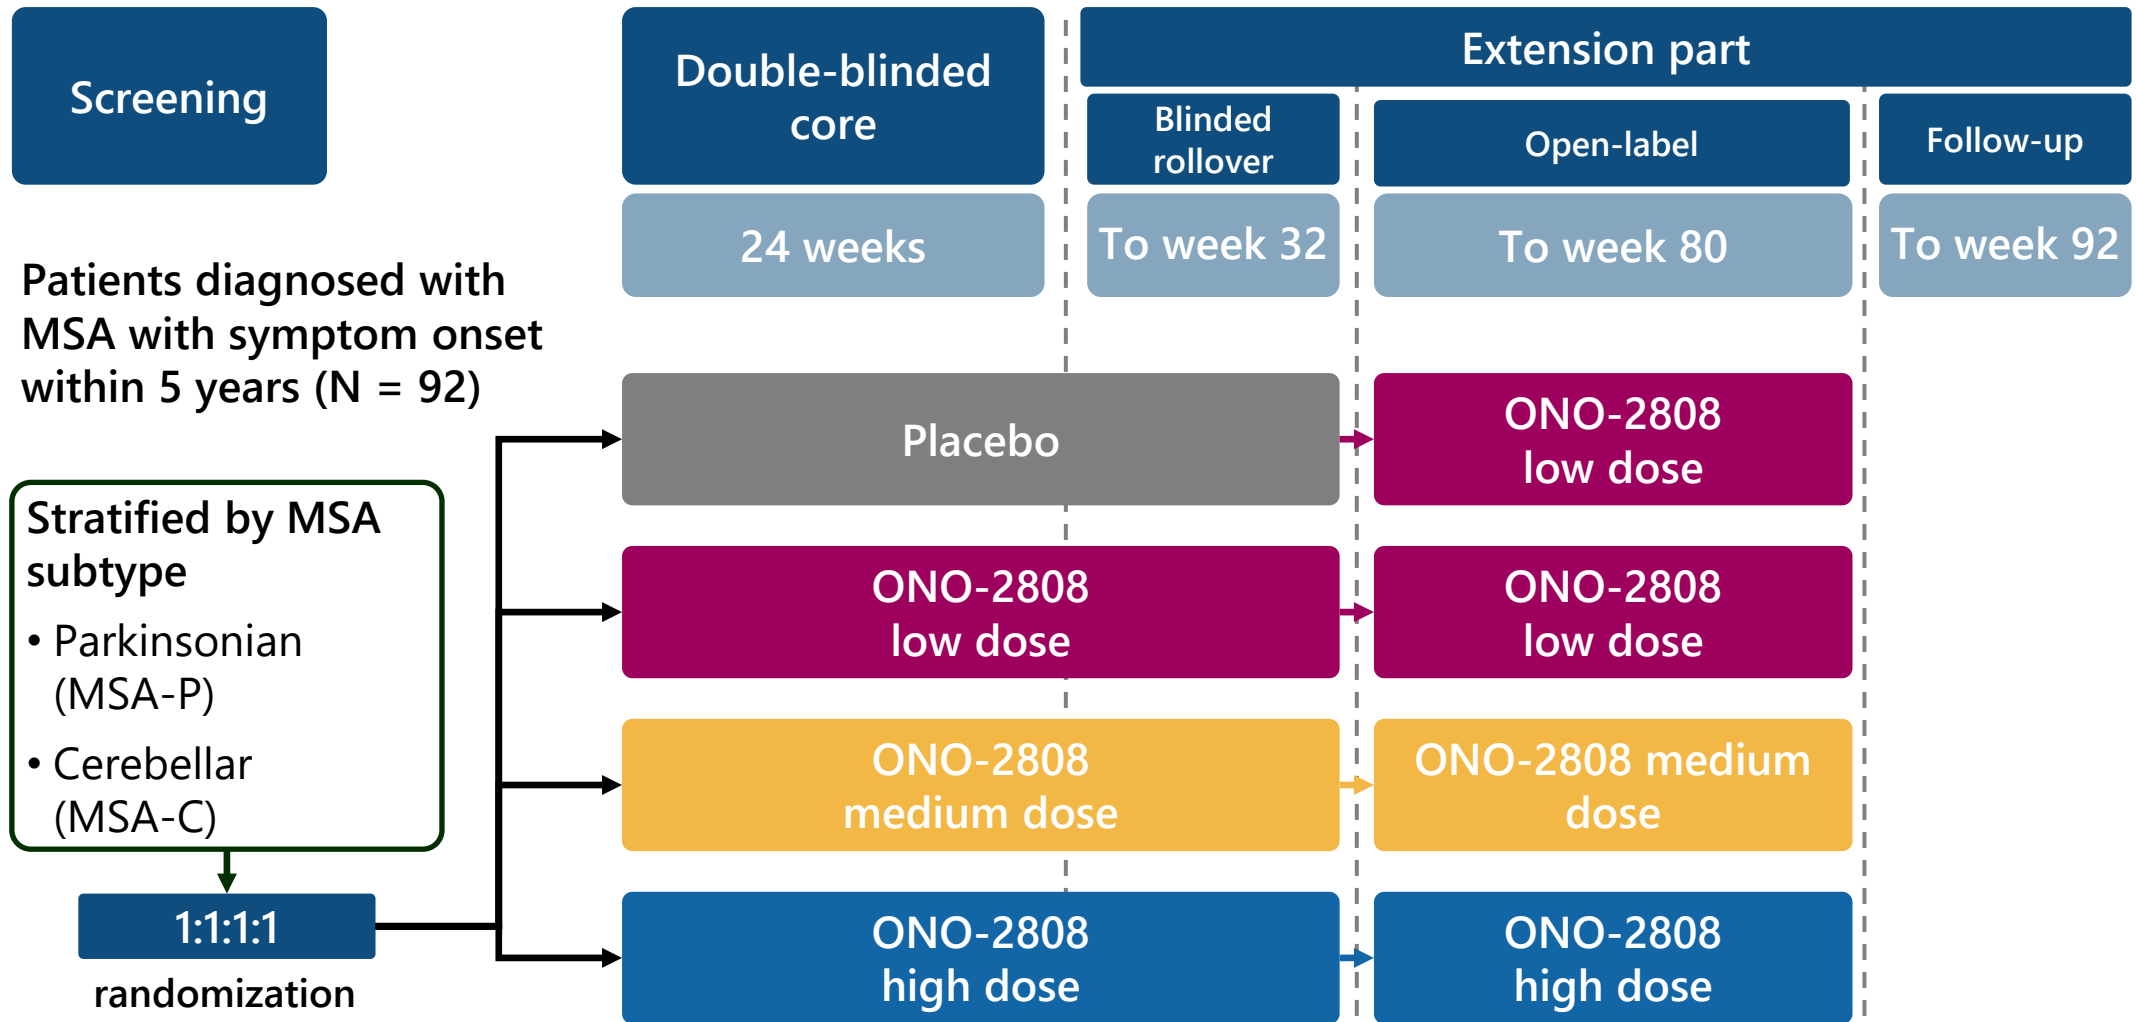 Screening
Double-blinded
core
Extension part
Blinded
rollover
Open-label
Follow-up
24 weeks
To week 32
To week 80
To week 92
Patients diagnosed with
MSA with symptom onset
within 5 years (N = 92)
Stratified by MSA
subtype
• Parkinsonian
(MSA-P)
• Cerebellar
(MSA-C)
1:1:1:1
randomization
Placebo
ONO-2808
low dose
ONO-2808
low dose
ONO-2808
low dose
ONO-2808
medium dose
ONO-2808 medium
dose
ONO-2808
high dose
ONO-2808
high dose